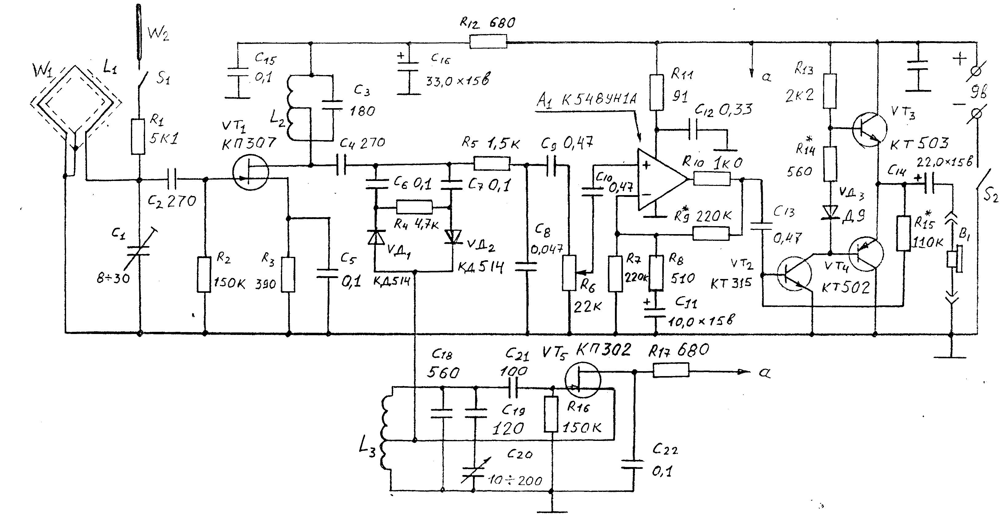 W2
R12 680
W1
L1
S1
C15
0,1
+
C16
33,0×15в
C3
180
R11
91
а
R13
2к2
+
9в
−
A1 К548УН1А
C12 0,33
VT3
КТ503
R1
5К1
VT1
КП307
L2
C4 270
R5 1,5к
C9 0,47
+
−
R10 1к0
R14*
560
22,0×15в
C14
+
S2
C2 270
C6 0,1
C7 0,1
C10
0,47
R9* 220К
VД3
Д9
C13
0,47
R15*
110к
B1
R4 4,7к
C1
8÷30
VД1
КД514
VД2
КД514
C8
0,047
R2
150К
R3
390
C5
0,1
R6
22к
R7
220к
R8
510
+
C11
10,0×15в
VT2
КТ315
VT4
КТ502
C18
560
C21
100
VT5 КП302
R17 680
а
C19
120
R16
150К
L3
C20
10÷200
C22
0,1